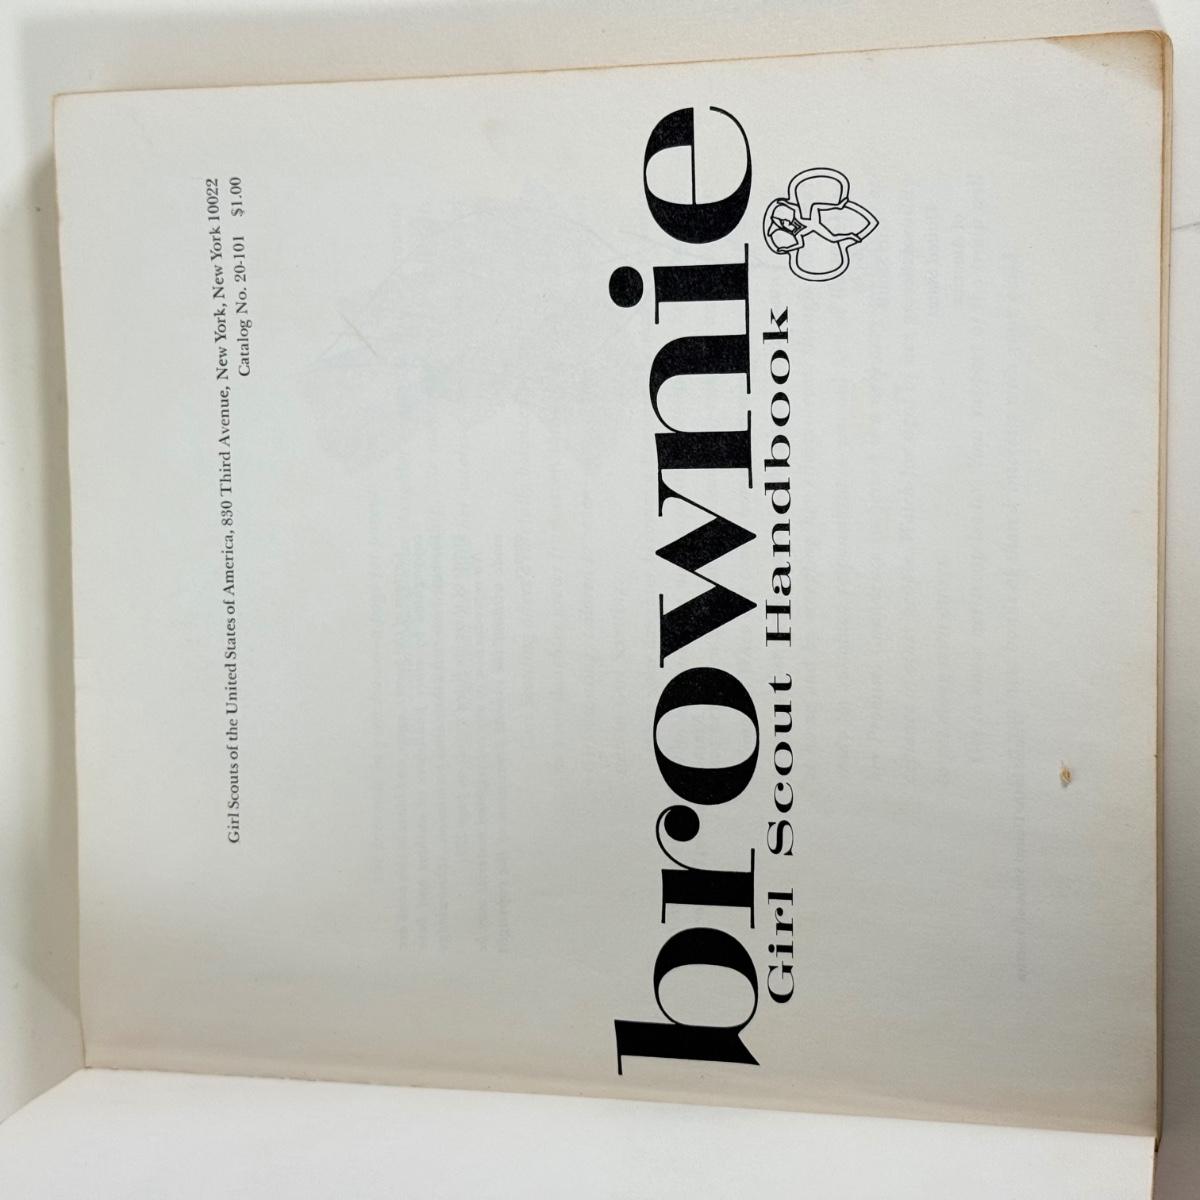 Girl Scouts of the United States of America, 830 Third Avenue, New York, New York 10022
Catalog No. 20-101 $1.00
brownie
Girl Scout Handbook